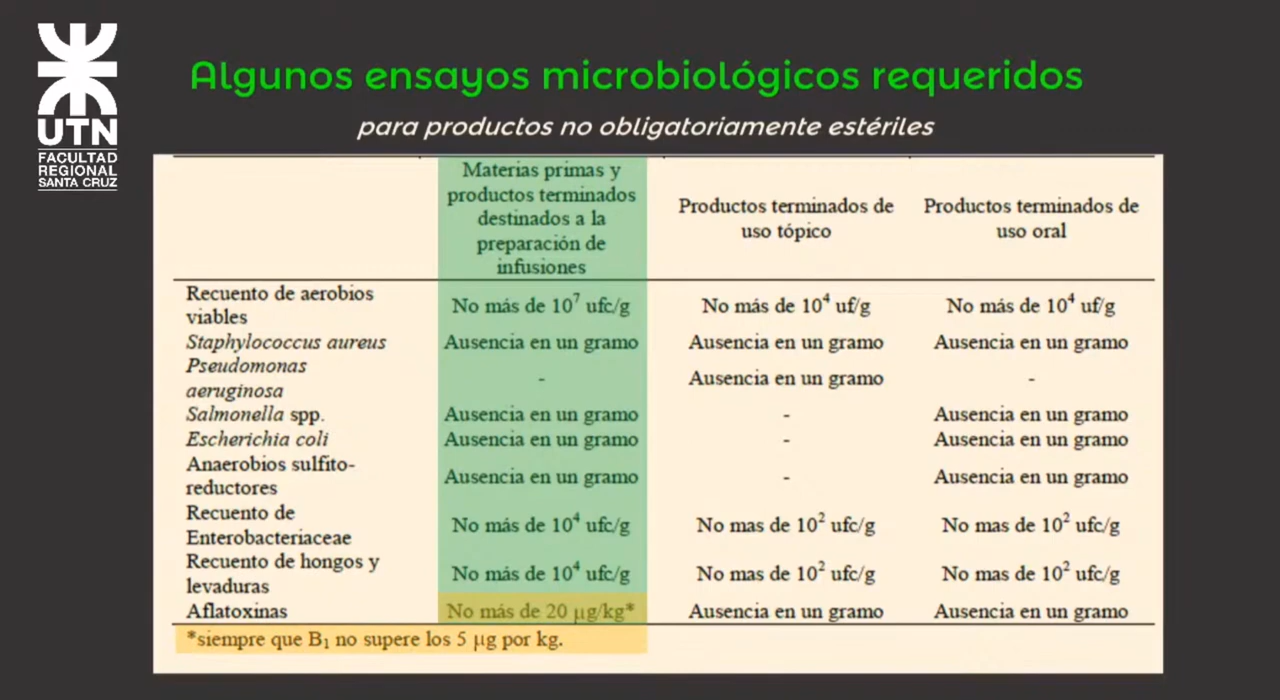 UTN
FACULTAD
REGIONAL
SANTA CRUZ
Algunos ensayos microbiológicos requeridos
para productos no obligatoriamente estériles
Materias primas y
productos terminados
destinados a la
preparación de
infusiones
Productos terminados de
uso tópico
Productos terminados de
uso oral
Recuento de aerobios
viables
No más de 10⁷ ufc/g
No más de 10⁴ uf/g
No más de 10⁴ uf/g
Staphylococcus aureus
Ausencia en un gramo
Ausencia en un gramo
Ausencia en un gramo
Pseudomonas
aeruginosa
-
Ausencia en un gramo
-
Salmonella spp.
Ausencia en un gramo
-
Ausencia en un gramo
Escherichia coli
Ausencia en un gramo
-
Ausencia en un gramo
Anaerobios sulfito-
reductores
Ausencia en un gramo
-
Ausencia en un gramo
Recuento de
Enterobacteriaceae
No más de 10⁴ ufc/g
No mas de 10² ufc/g
No mas de 10² ufc/g
Recuento de hongos y
levaduras
No más de 10⁴ ufc/g
No mas de 10² ufc/g
No mas de 10² ufc/g
Aflatoxinas
No más de 20 µg/kg*
Ausencia en un gramo
Ausencia en un gramo
*siempre que B₁ no supere los 5 µg por kg.